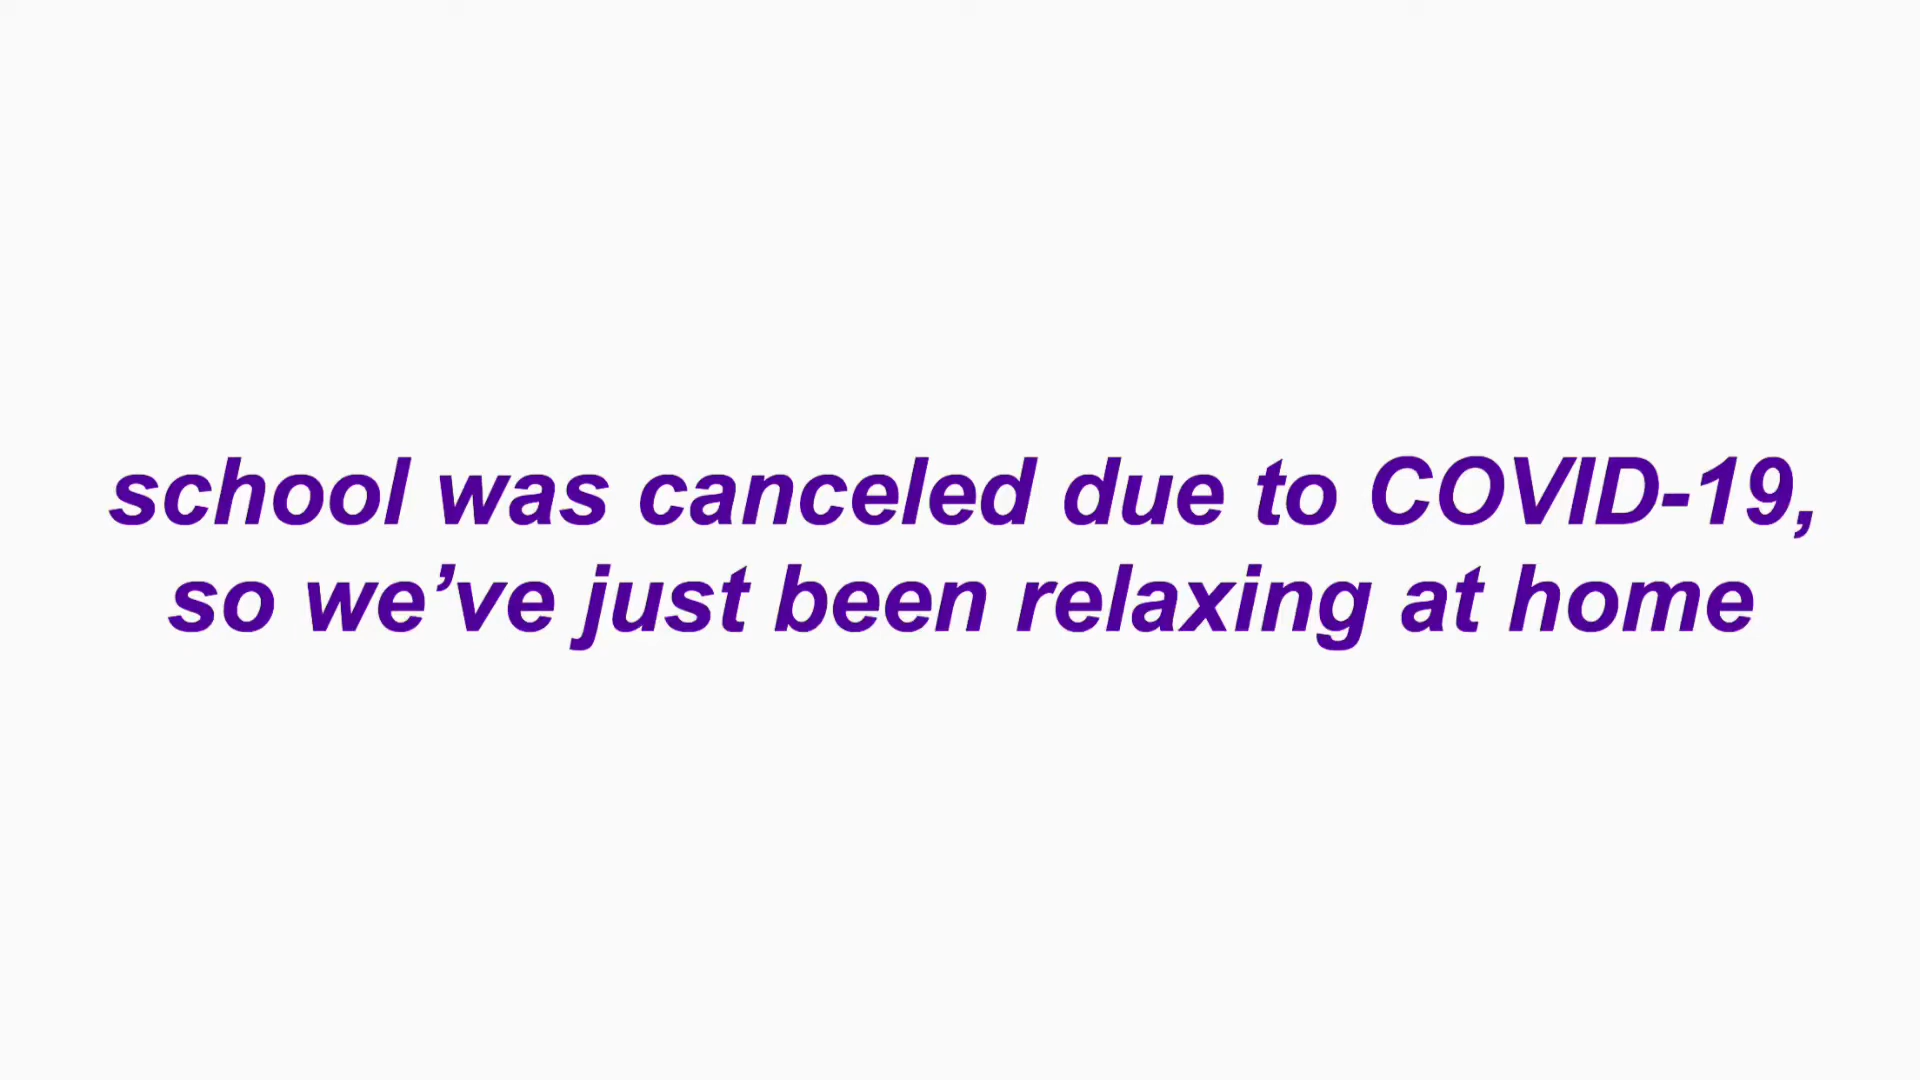 school was canceled due to COVID-19,
so we’ve just been relaxing at home